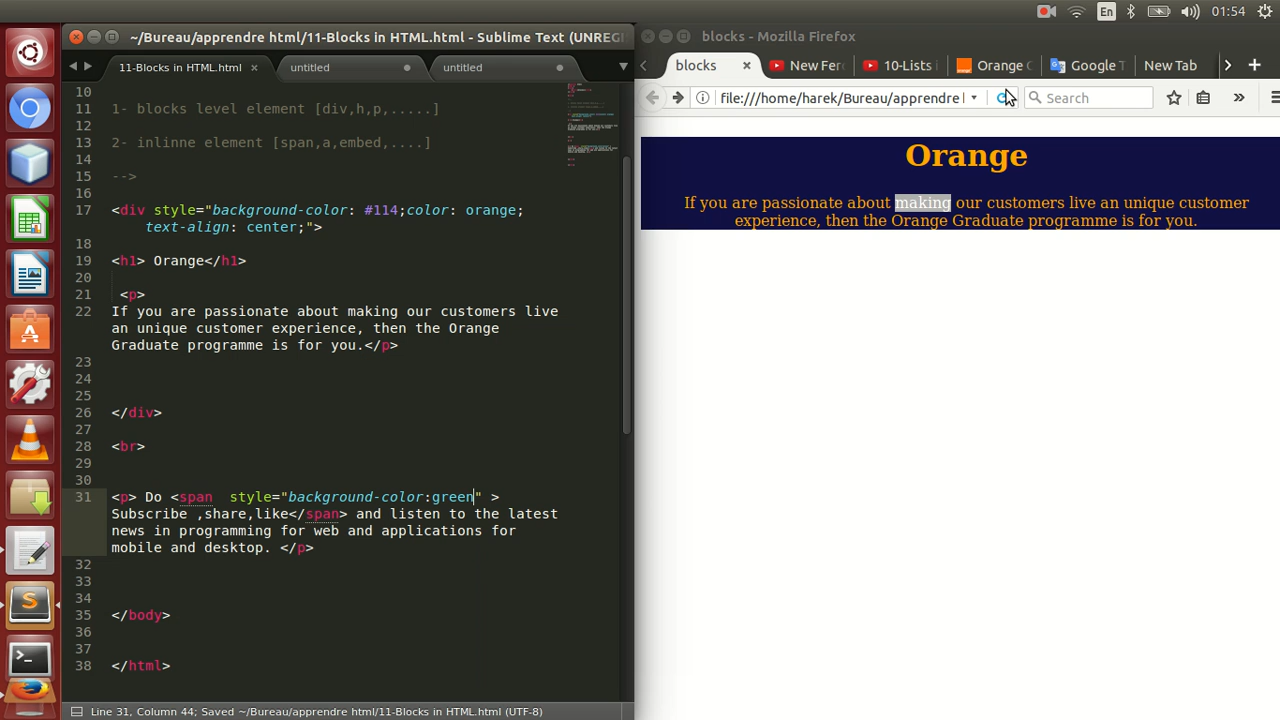 ~/Bureau/apprendre html/11-Blocks in HTML.html - Sublime Text (UNREGI
blocks - Mozilla Firefox
En
01:54
11-Blocks in HTML.html
untitled
untitled
blocks
New Fer
10-Lists i
Orange C
Google T
New Tab
file:///home/harek/Bureau/apprendre
Search
10
11 1- blocks level element [div,h,p,.....]
12
13 2- inlinne element [span,a,embed,....]
14
15 -->
16
17 <div style="background-color: #114;color: orange;
text-align: center;">
18
19 <h1> Orange</h1>
20
21 <p>
22 If you are passionate about making our customers live
an unique customer experience, then the Orange
Graduate programme is for you.</p>
23
24
25
26 </div>
27
28 <br>
29
30
31 <p> Do <span  style="background-color:green" >
Subscribe ,share,like</span> and listen to the latest
news in programming for web and applications for
mobile and desktop. </p>
32
33
34
35 </body>
36
37
38 </html>
Line 31, Column 44; Saved ~/Bureau/apprendre html/11-Blocks in HTML.html (UTF-8)
Orange
If you are passionate about making our customers live an unique customer
experience, then the Orange Graduate programme is for you.